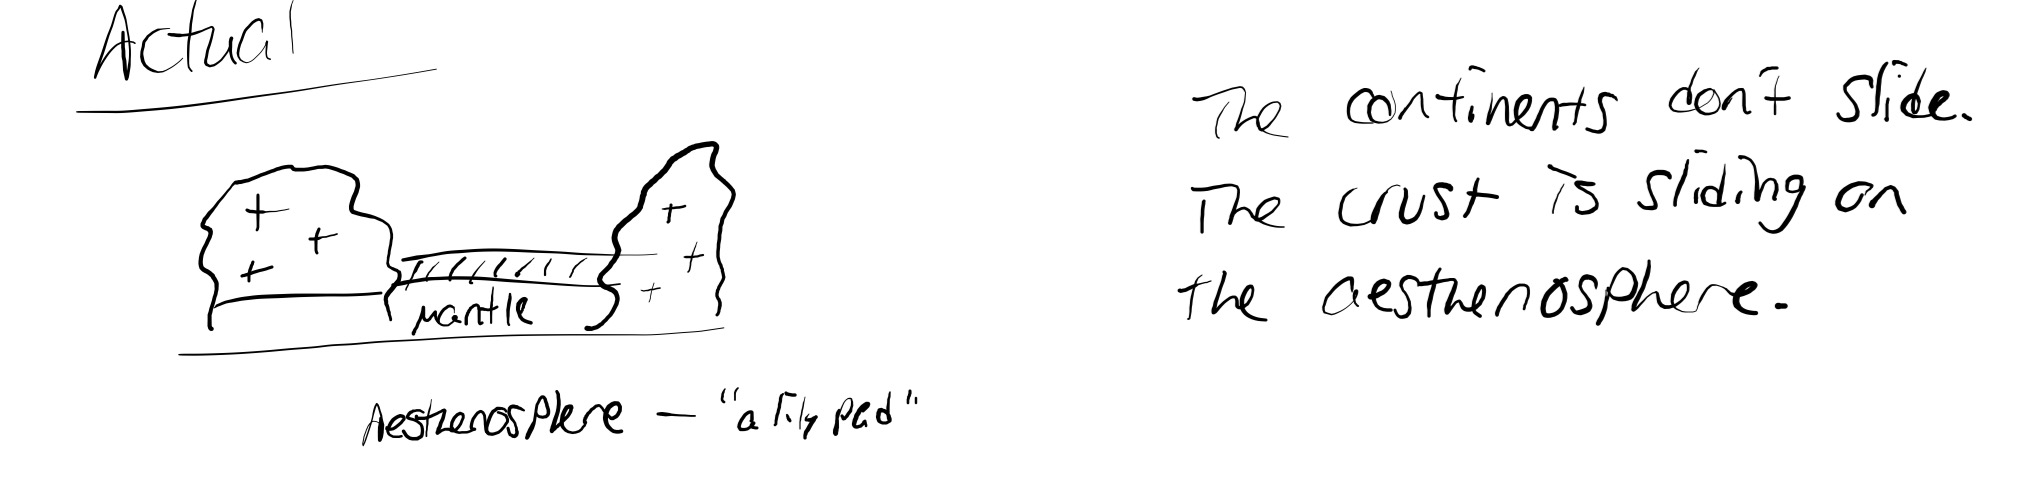 Actual
The continents don't slide.
The crust is sliding on
the aesthenosphere.
mantle
Aesthenosphere — "a lily pad"